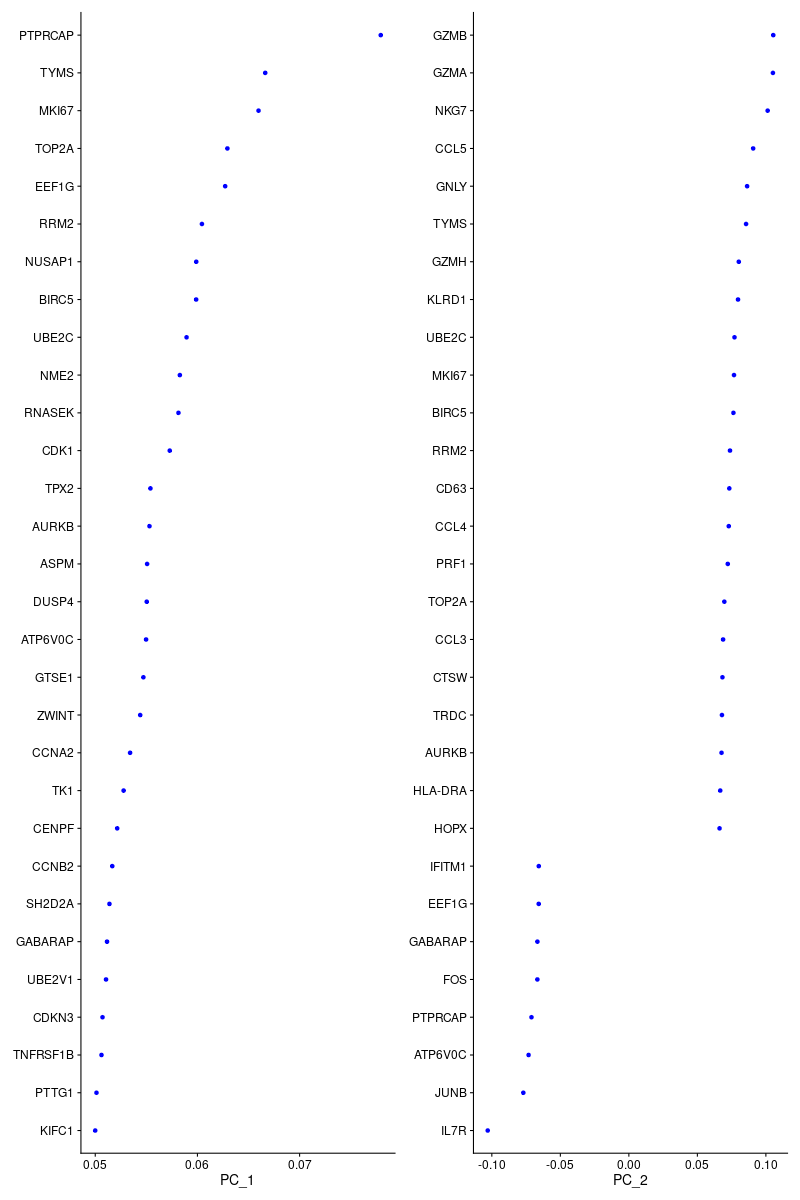 PTPRCAP
TYMS
MKI67
TOP2A
EEF1G
RRM2
NUSAP1
BIRC5
UBE2C
NME2
RNASEK
CDK1
TPX2
AURKB
ASPM
DUSP4
ATP6V0C
GTSE1
ZWINT
CCNA2
TK1
CENPF
CCNB2
SH2D2A
GABARAP
UBE2V1
CDKN3
TNFRSF1B
PTTG1
KIFC1
0.05 0.06 0.07
PC_1
GZMB
GZMA
NKG7
CCL5
GNLY
TYMS
GZMH
KLRD1
UBE2C
MKI67
BIRC5
RRM2
CD63
CCL4
PRF1
TOP2A
CCL3
CTSW
TRDC
AURKB
HLA-DRA
HOPX
IFITM1
EEF1G
GABARAP
FOS
PTPRCAP
ATP6V0C
JUNB
IL7R
-0.10 -0.05 0.00 0.05 0.10
PC_2